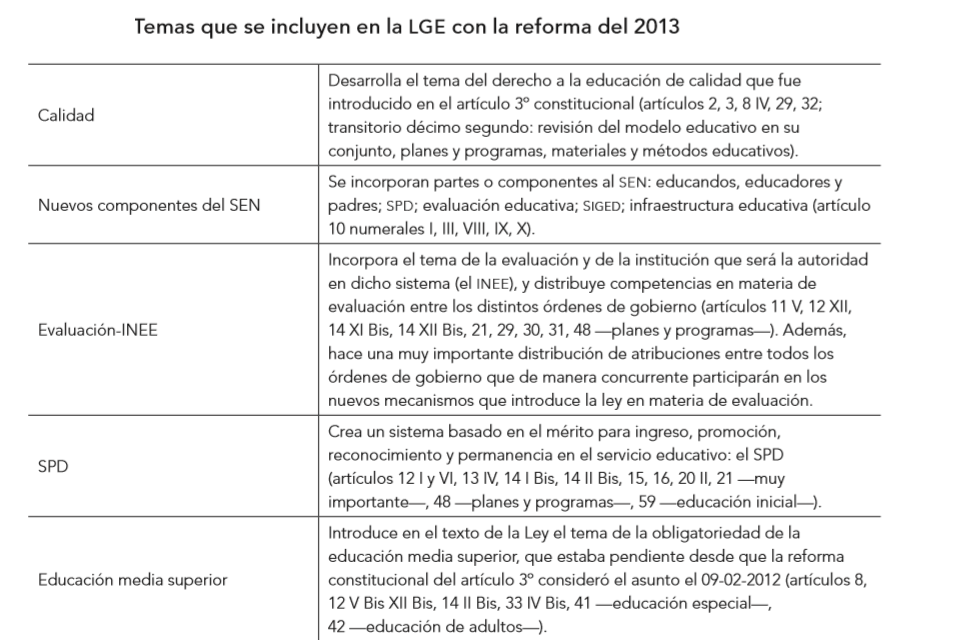 Temas que se incluyen en la LGE con la reforma del 2013
Calidad
Desarrolla el tema del derecho a la educación de calidad que fue
introducido en el artículo 3º constitucional (artículos 2, 3, 8 IV, 29, 32;
transitorio décimo segundo: revisión del modelo educativo en su
conjunto, planes y programas, materiales y métodos educativos).
Nuevos componentes del SEN
Se incorporan partes o componentes al SEN: educandos, educadores y
padres; SPD; evaluación educativa; SIGED; infraestructura educativa (artículo
10 numerales I, III, VIII, IX, X).
Evaluación-INEE
Incorpora el tema de la evaluación y de la institución que será la autoridad
en dicho sistema (el INEE), y distribuye competencias en materia de
evaluación entre los distintos órdenes de gobierno (artículos 11 V, 12 XII,
14 XI Bis, 14 XII Bis, 21, 29, 30, 31, 48 —planes y programas—). Además,
hace una muy importante distribución de atribuciones entre todos los
órdenes de gobierno que de manera concurrente participarán en los
nuevos mecanismos que introduce la ley en materia de evaluación.
SPD
Crea un sistema basado en el mérito para ingreso, promoción,
reconocimiento y permanencia en el servicio educativo: el SPD
(artículos 12 I y VI, 13 IV, 14 I Bis, 14 II Bis, 15, 16, 20 II, 21 —muy
importante—, 48 —planes y programas—, 59 —educación inicial—).
Educación media superior
Introduce en el texto de la Ley el tema de la obligatoriedad de la
educación media superior, que estaba pendiente desde que la reforma
constitucional del artículo 3º consideró el asunto el 09-02-2012 (artículos 8,
12 V Bis XII Bis, 14 II Bis, 33 IV Bis, 41 —educación especial—,
42 —educación de adultos—).